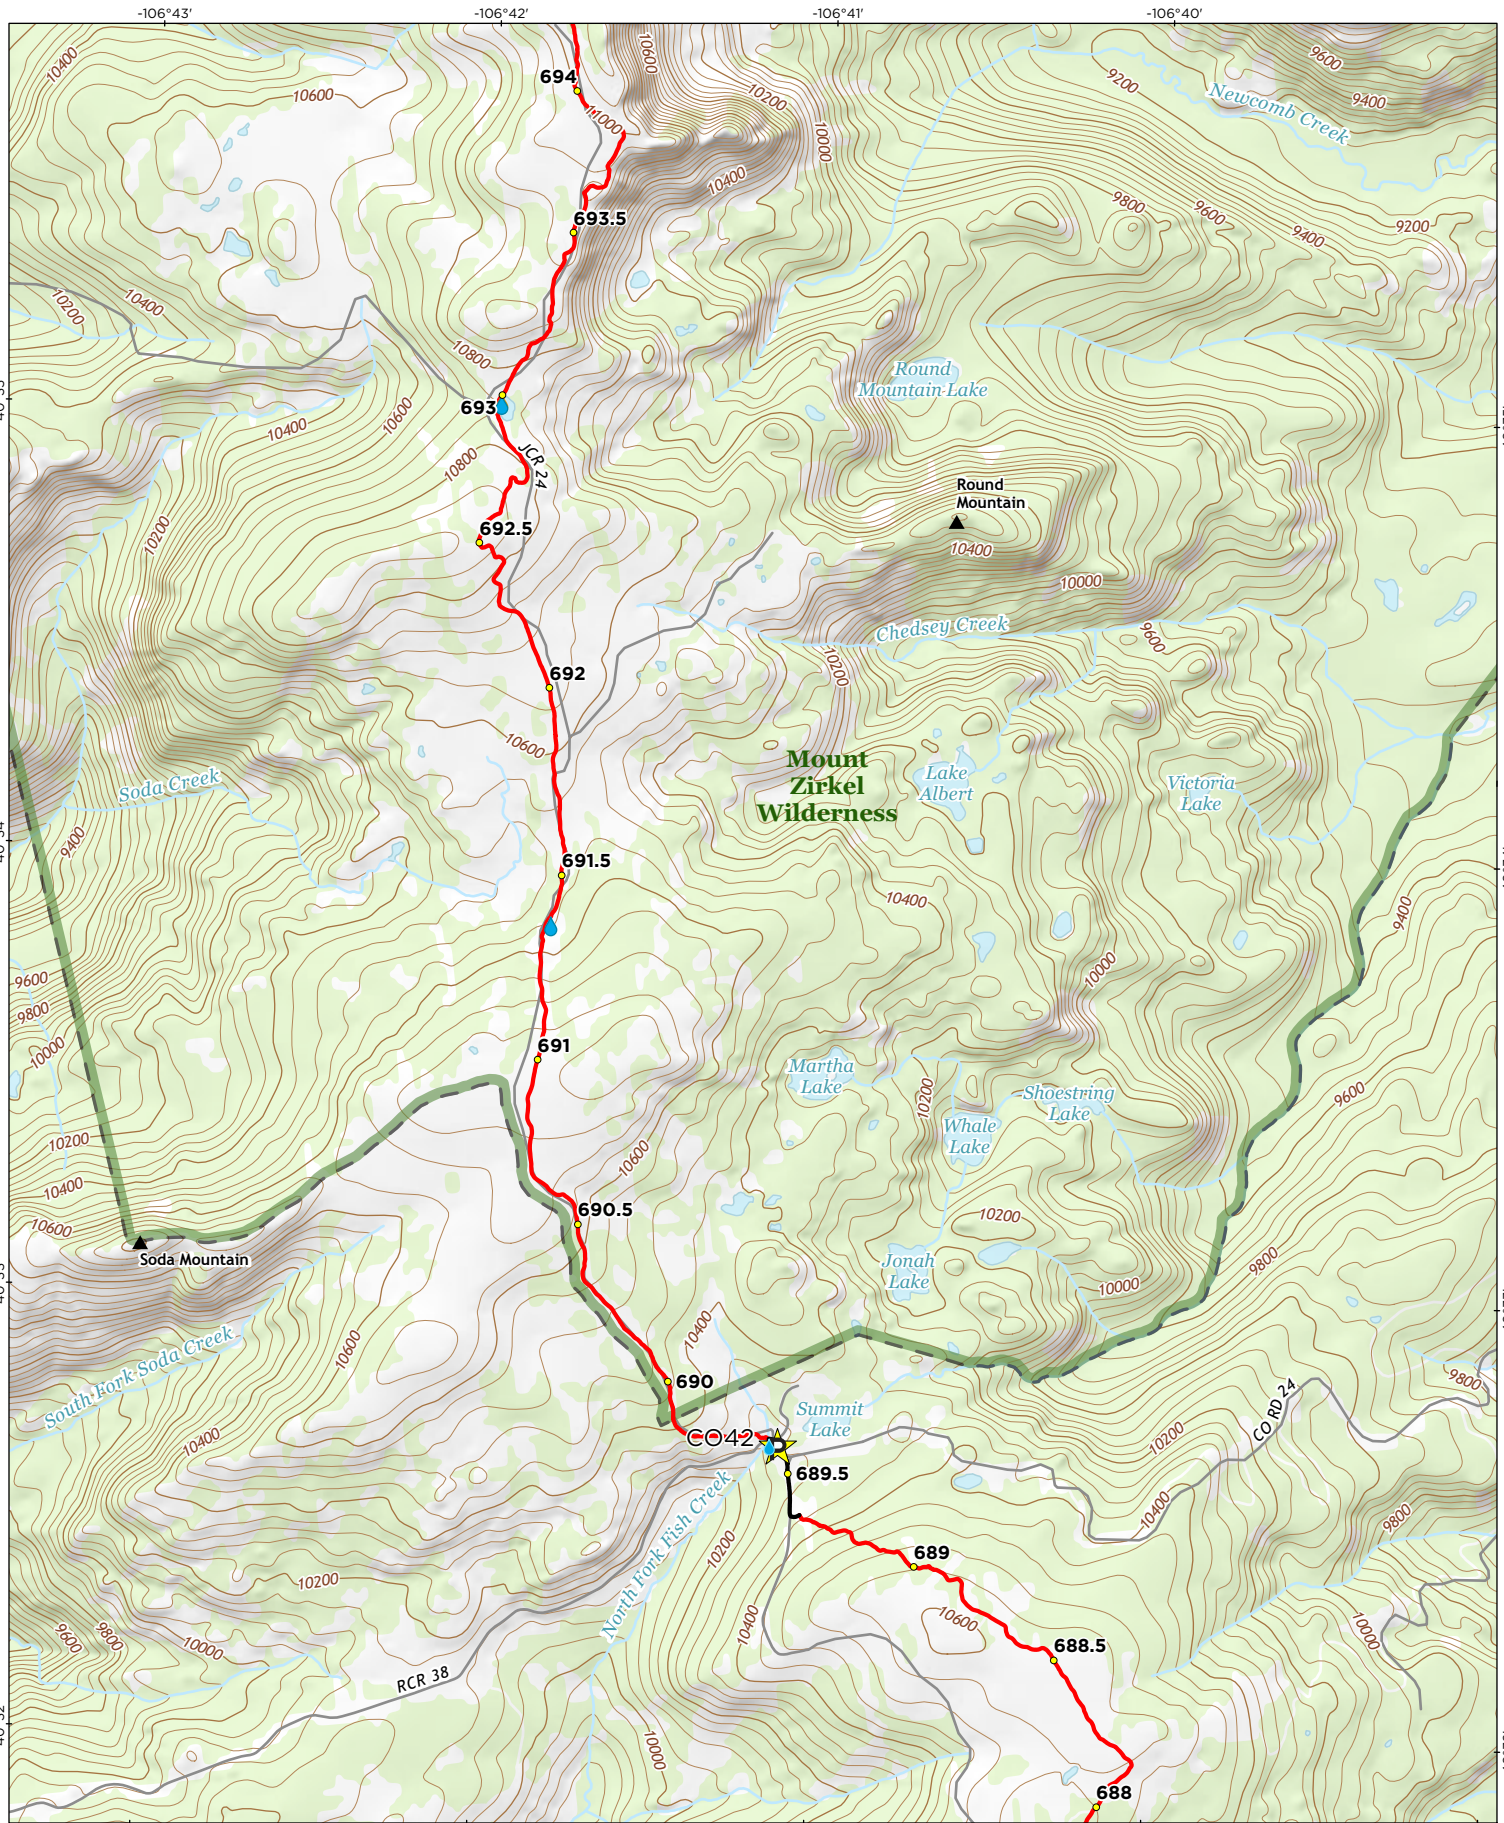 -106°43'
-106°42'
-106°41'
-106°40'
10400
10600
694
11000
10600
10200
10000
10400
9200
Newcomb Creek
9600
9400
9800
9600
9400
9200
693.5
10200
10400
10800
693
10600
10400
10800
JCR 24
Round
Mountain Lake
Round
Mountain
10400
10000
692.5
10200
Chedsey Creek
9600
10200
692
10600
Soda Creek
9400
Mount
Zirkel
Wilderness
Lake
Albert
Victoria
Lake
691.5
10400
9400
10000
9600
9800
10000
691
Martha
Lake
10200
Shoestring
Lake
Whale
Lake
9600
10200
10400
10600
10600
690.5
10200
Soda Mountain
Jonah
Lake
10000
9800
South Fork Soda Creek
10600
10400
690
CO42
P
Summit
Lake
689.5
CO RD 24
9800
10200
10400
9800
10400
North Fork Fish Creek
10200
689
10600
10400
688.5
10000
10200
9600
9800
10000
RCR 38
10000
688